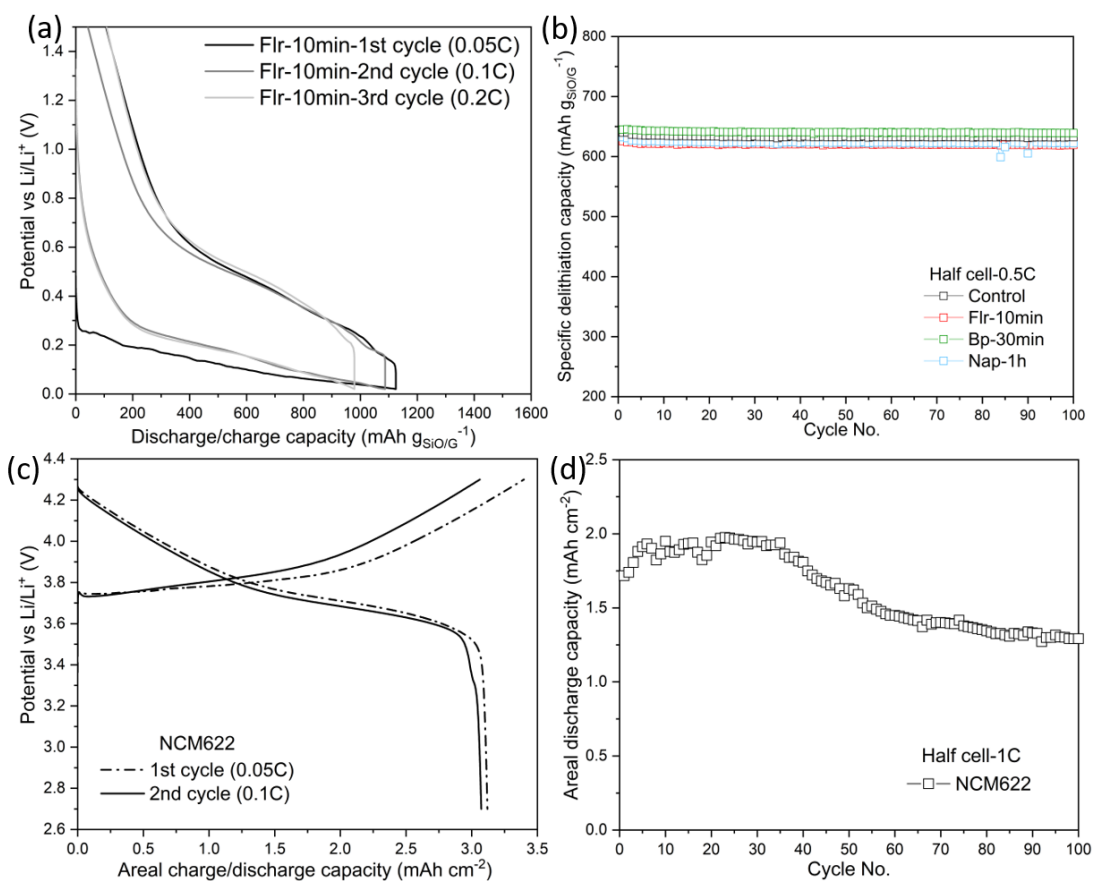 (a)
Flr-10min-1st cycle (0.05C)
Flr-10min-2nd cycle (0.1C)
Flr-10min-3rd cycle (0.2C)
Potential vs Li/Li⁺ (V)
1.4
1.2
1.0
0.8
0.6
0.4
0.2
0.0
0 200 400 600 800 1000 1200 1400 1600
Discharge/charge capacity (mAh g_SiO/G⁻¹)
(b)
Specific delithiation capacity (mAh g_SiO/G⁻¹)
800
750
700
650
600
650
600
300
200
Half cell-0.5C
Control
Flr-10min
Bp-30min
Nap-1h
0 10 20 30 40 50 60 70 80 90 100
Cycle No.
(c)
Potential vs Li/Li⁺ (V)
4.4
4.2
4.0
3.8
3.6
3.4
3.2
3.0
2.8
2.6
NCM622
1st cycle (0.05C)
2nd cycle (0.1C)
0.0 0.5 1.0 1.5 2.0 2.5 3.0 3.5
Areal charge/discharge capacity (mAh cm⁻²)
(d)
Areal discharge capacity (mAh cm⁻²)
2.5
2.0
1.5
1.0
0.5
0.0
Half cell-1C
NCM622
0 10 20 30 40 50 60 70 80 90 100
Cycle No.